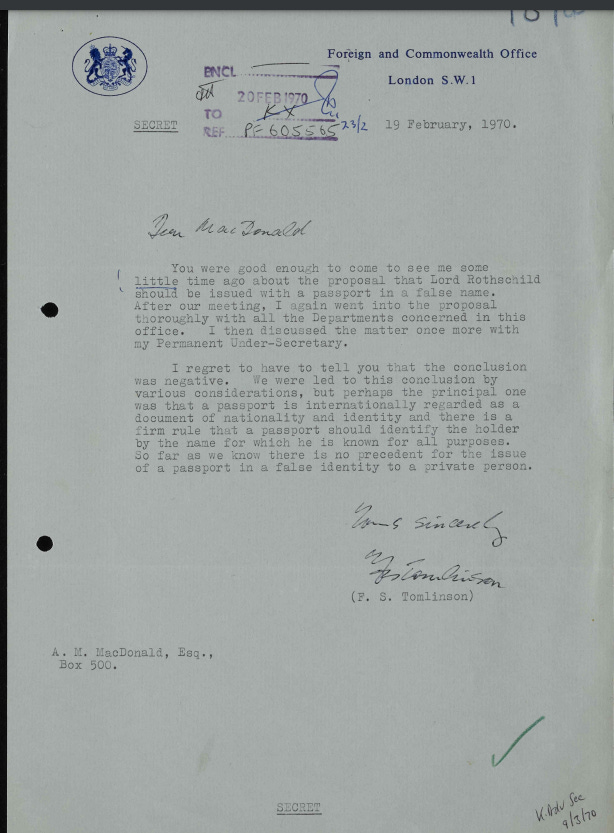 Foreign and Commonwealth Office
London S.W.1
ENCL
20 FEB 1970
TO
REF PF 605565 23/2
SECRET
19 February, 1970.
Dear MacDonald
You were good enough to come to see me some
little time ago about the proposal that Lord Rothschild
should be issued with a passport in a false name.
After our meeting, I again went into the proposal
thoroughly with all the Departments concerned in this
office. I then discussed the matter once more with
my Permanent Under-Secretary.
I regret to have to tell you that the conclusion
was negative. We were led to this conclusion by
various considerations, but perhaps the principal one
was that a passport is internationally regarded as a
document of nationality and identity and there is a
firm rule that a passport should identify the holder
by the name for which he is known for all purposes.
So far as we know there is no precedent for the issue
of a passport in a false identity to a private person.
Yours sincerely
F S Tomlinson
(F. S. Tomlinson)
A. M. MacDonald, Esq.,
Box 500.
SECRET
9/3/70